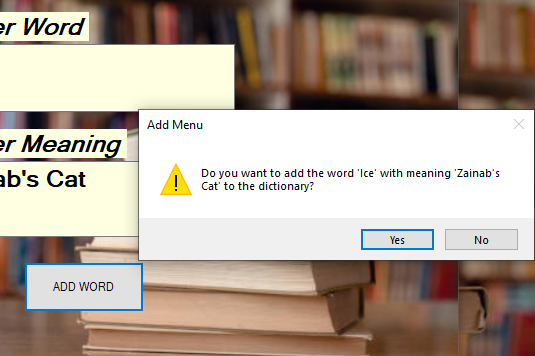 er Word
er Meaning
ab's Cat
ADD WORD
Add Menu
Do you want to add the word 'Ice' with meaning 'Zainab's
Cat' to the dictionary?
Yes
No